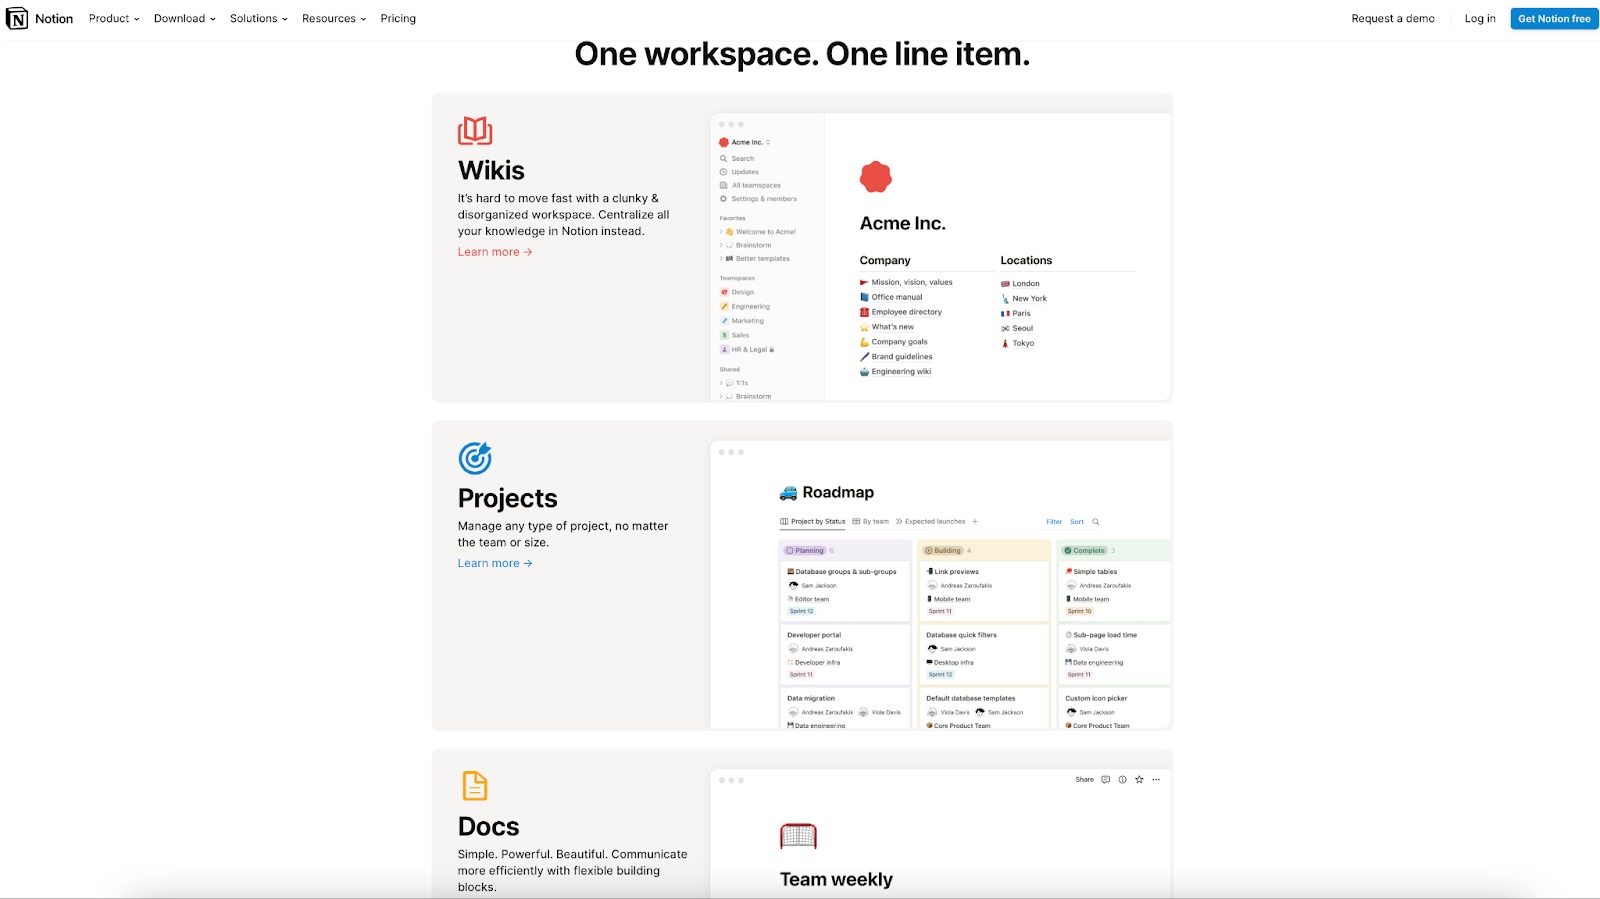 Notion Product Download Solutions Resources Pricing Request a demo Log in Get Notion free
One workspace. One line item.
Wikis
It's hard to move fast with a clunky &
disorganized workspace. Centralize all
your knowledge in Notion instead.
Learn more →
Acme Inc.
Search
Updates
All teamspaces
Settings & members
Favorites
Welcome to Acme!
Brainstorm
Better templates
Teamspaces
Design
Engineering
Marketing
Sales
HR & Legal
Shared
1:1s
Brainstorm
Acme Inc.
Company
Mission, vision, values
Office manual
Employee directory
What's new
Company goals
Brand guidelines
Engineering wiki
Locations
London
New York
Paris
Seoul
Tokyo
Projects
Manage any type of project, no matter
the team or size.
Learn more →
Roadmap
Project by Status By team Expected launches + Filter Sort
Planning 6
Database groups & sub-groups
Sam Jackson
Editor team
Sprint 12
Developer portal
Andreas Zaroufakis
Developer infra
Sprint 11
Data migration
Andreas Zaroufakis Viola Davis
Data engineering
Building 4
Link previews
Andreas Zaroufakis
Mobile team
Sprint 11
Database quick filters
Sam Jackson
Desktop infra
Sprint 12
Default database templates
Viola Davis Sam Jackson
Core Product Team
Complete 3
Simple tables
Andreas Zaroufakis
Mobile team
Sprint 10
Sub-page load time
Viola Davis
Data engineering
Sprint 11
Custom icon picker
Sam Jackson
Core Product Team
Docs
Simple. Powerful. Beautiful. Communicate
more efficiently with flexible building
blocks.
Share
Team weekly